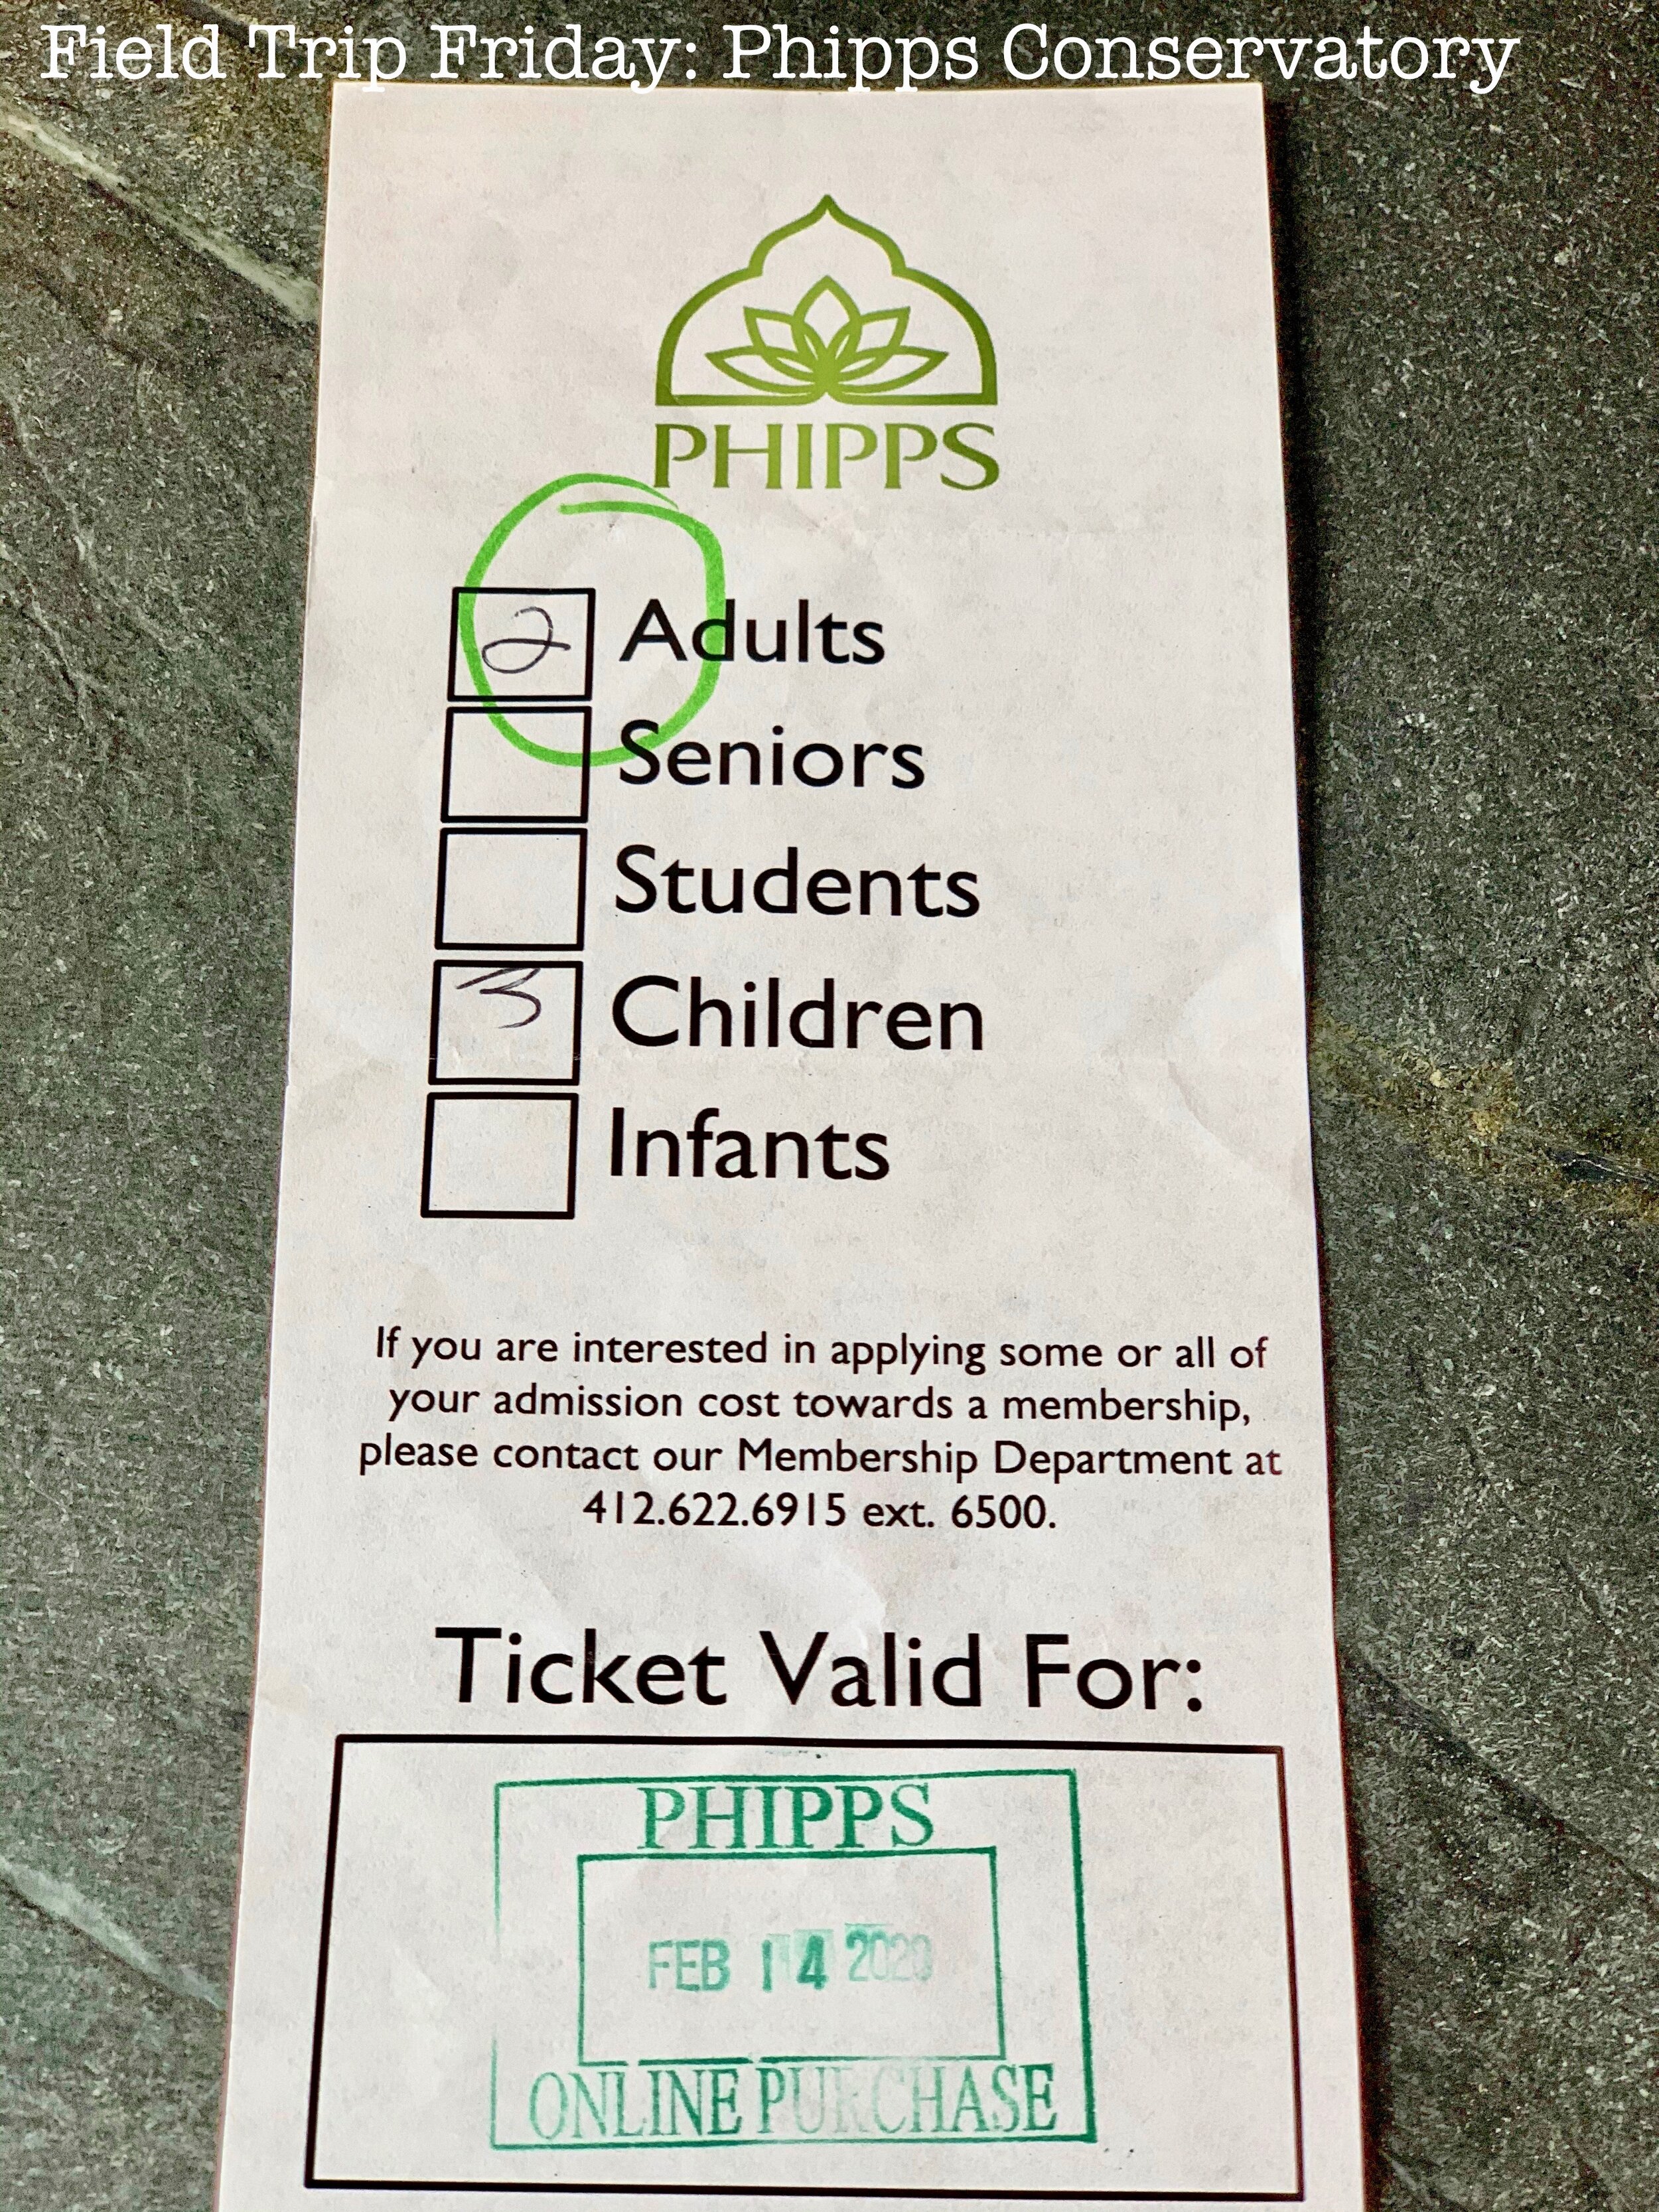 Field Trip Friday: Phipps Conservatory
PHIPPS
2 Adults
Seniors
Students
3 Children
Infants
If you are interested in applying some or all of
your admission cost towards a membership,
please contact our Membership Department at
412.622.6915 ext. 6500.
Ticket Valid For:
PHIPPS
FEB 14 2020
ONLINE PURCHASE